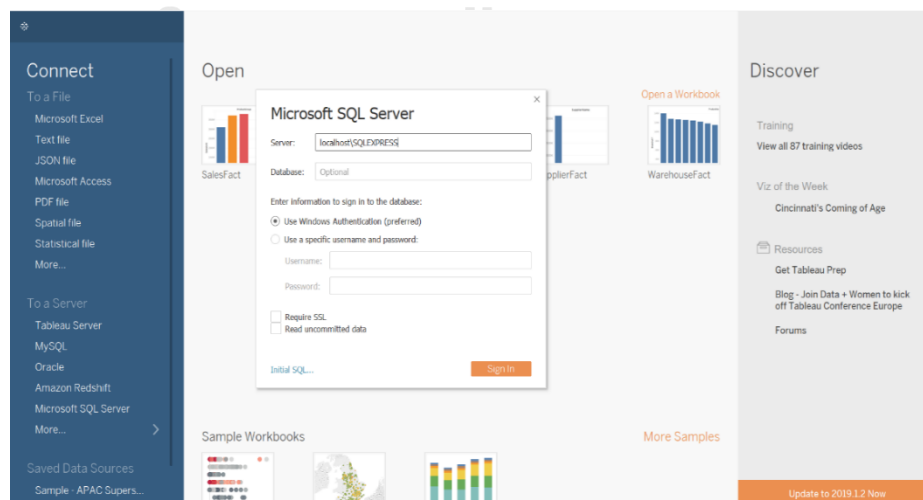 Connect
To a File
Microsoft Excel
Text file
JSON file
Microsoft Access
PDF file
Spatial file
Statistical file
More...
To a Server
Tableau Server
MySQL
Oracle
Amazon Redshift
Microsoft SQL Server
More...
Saved Data Sources
Sample - APAC Supers...
Open
Open a Workbook
SalesFact
pplierFact
WarehouseFact
Microsoft SQL Server
Server: localhost\SQLEXPRESS
Database: Optional
Enter information to sign in to the database:
Use Windows Authentication (preferred)
Use a specific username and password:
Username:
Password:
Require SSL
Read uncommitted data
Initial SQL...
Sign In
Sample Workbooks
More Samples
Discover
Training
View all 87 training videos
Viz of the Week
Cincinnati's Coming of Age
Resources
Get Tableau Prep
Blog - Join Data + Women to kick
off Tableau Conference Europe
Forums
Update to 2019.1.2 Now